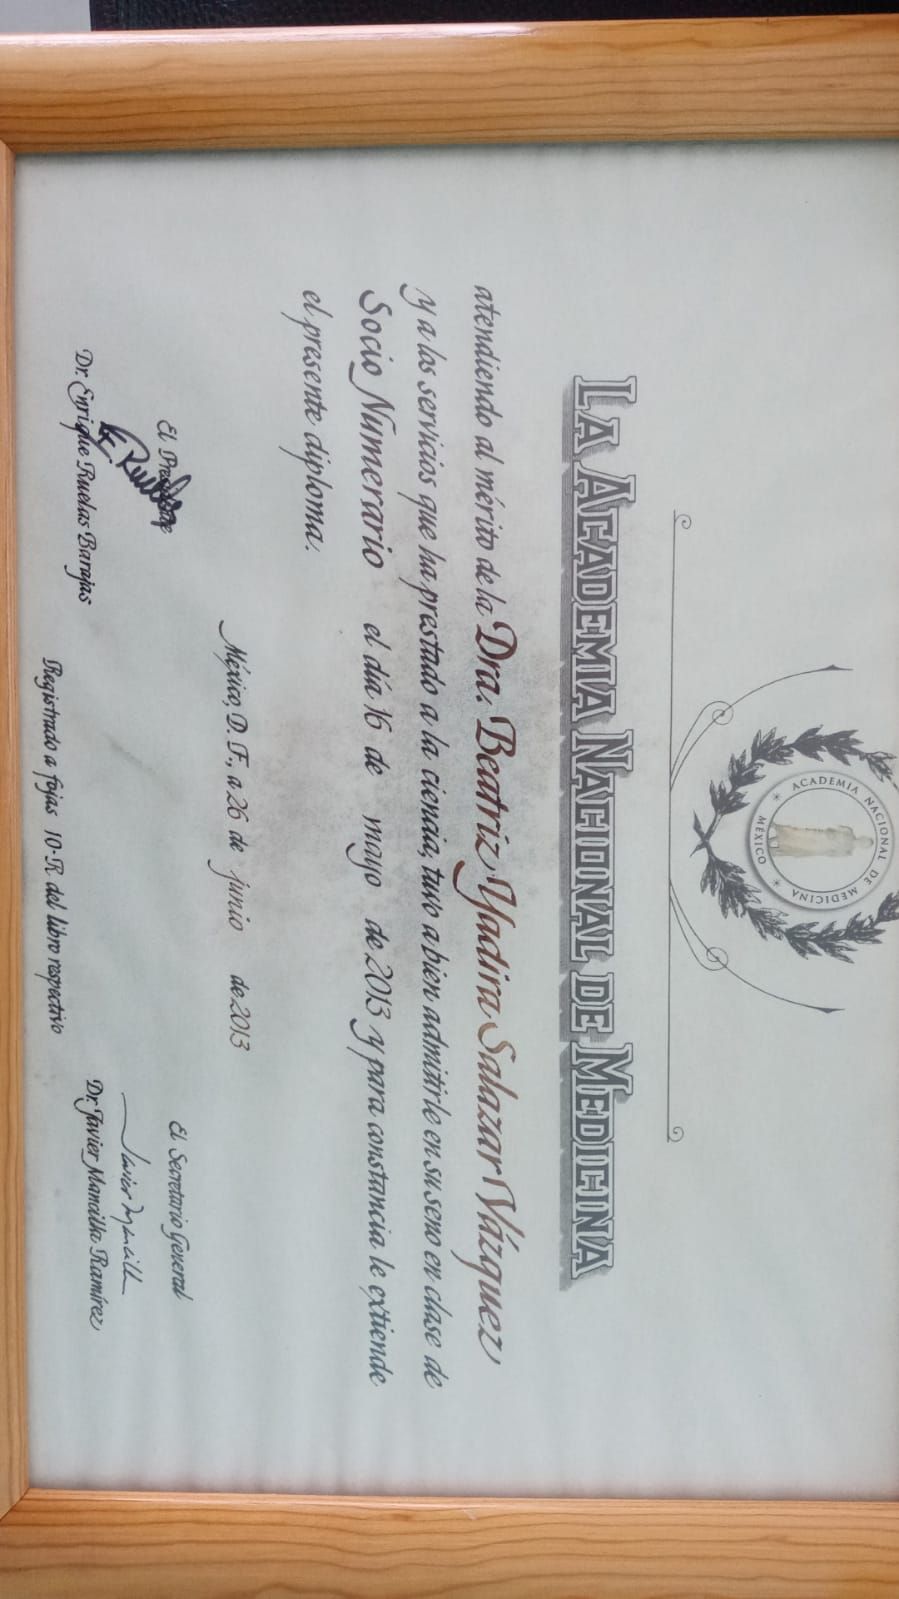 ACADEMIA NACIONAL DE MEDICINA
MÉXICO
LA ACADEMIA NACIONAL DE MEDICINA
atendiendo al mérito de la Dra. Beatriz Yadira Salazar Vázquez
y a los servicios que ha prestado a la ciencia, tuvo a bien admitirle en su seno en clase de
Socio Numerario el día 16 de mayo de 2013 y para constancia le extiende
el presente diploma.
México, D. F., a 26 de junio de 2013
El Presidente
El Secretario General
Dr. Enrique Ruelas Barajas
Dr. Javier Mancilla Ramírez
Registrado a fojas 10-R del libro respectivo